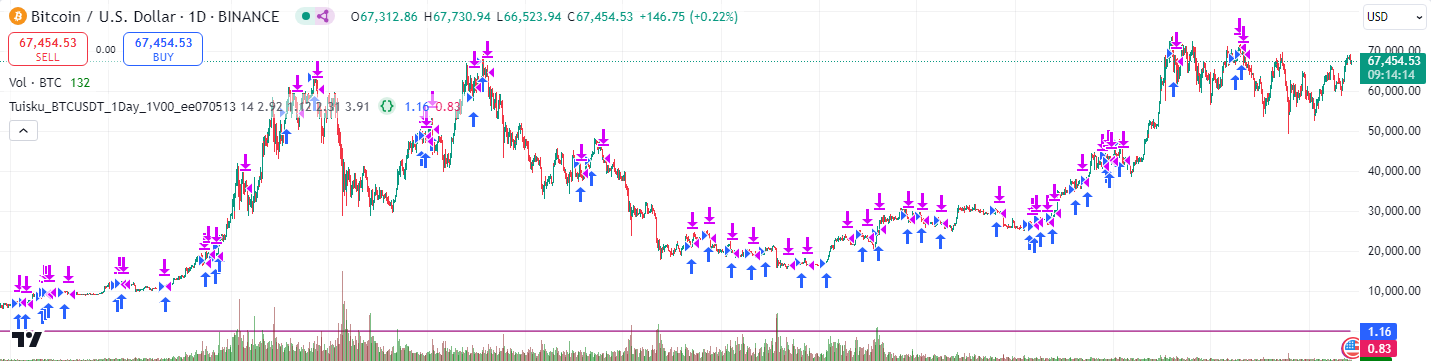 Bitcoin / U.S. Dollar · 1D · BINANCE O67,312.86 H67,730.94 L66,523.94 C67,454.53 +146.75 (+0.22%)
USD
67,454.53
SELL
0.00
67,454.53
BUY
Vol · BTC 132
Tuisku_BTCUSDT_1Day_1V00_ee070513 14 2.92 1.12 2.31 3.91 {} 1.16 0.83
70,000.00
67,454.53
09:14:14
60,000.00
50,000.00
40,000.00
30,000.00
20,000.00
10,000.00
1.16
0.83